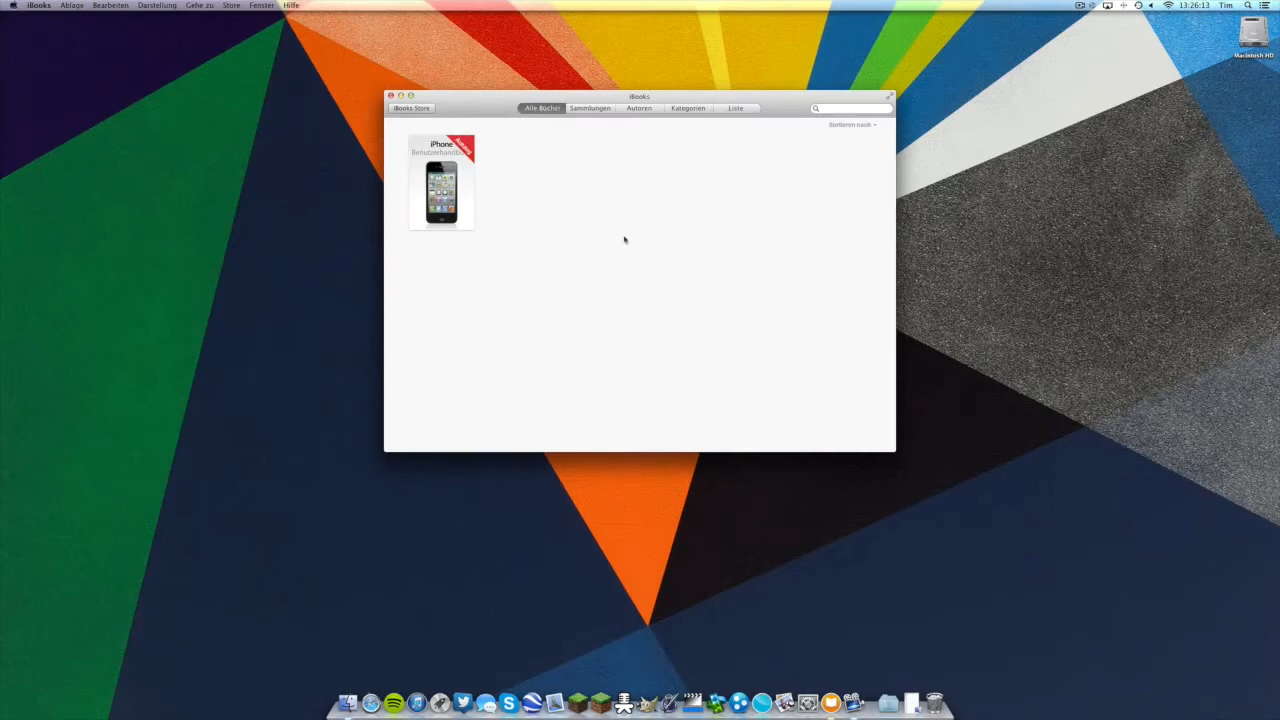 iBooks Ablage Bearbeiten Darstellung Gehe zu Store Fenster Hilfe 13:26:13 Tim
Macintosh HD
iBooks
iBooks Store Alle Bücher Sammlungen Autoren Kategorien Liste
Sortieren nach
iPhone
Auszug